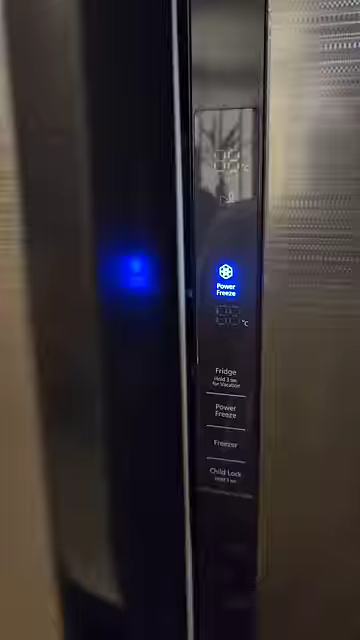 °C
Power
Freeze
°C
Fridge
Hold 3 sec
for Vacation
Power
Freeze
Freezer
Child Lock
Hold 3 sec